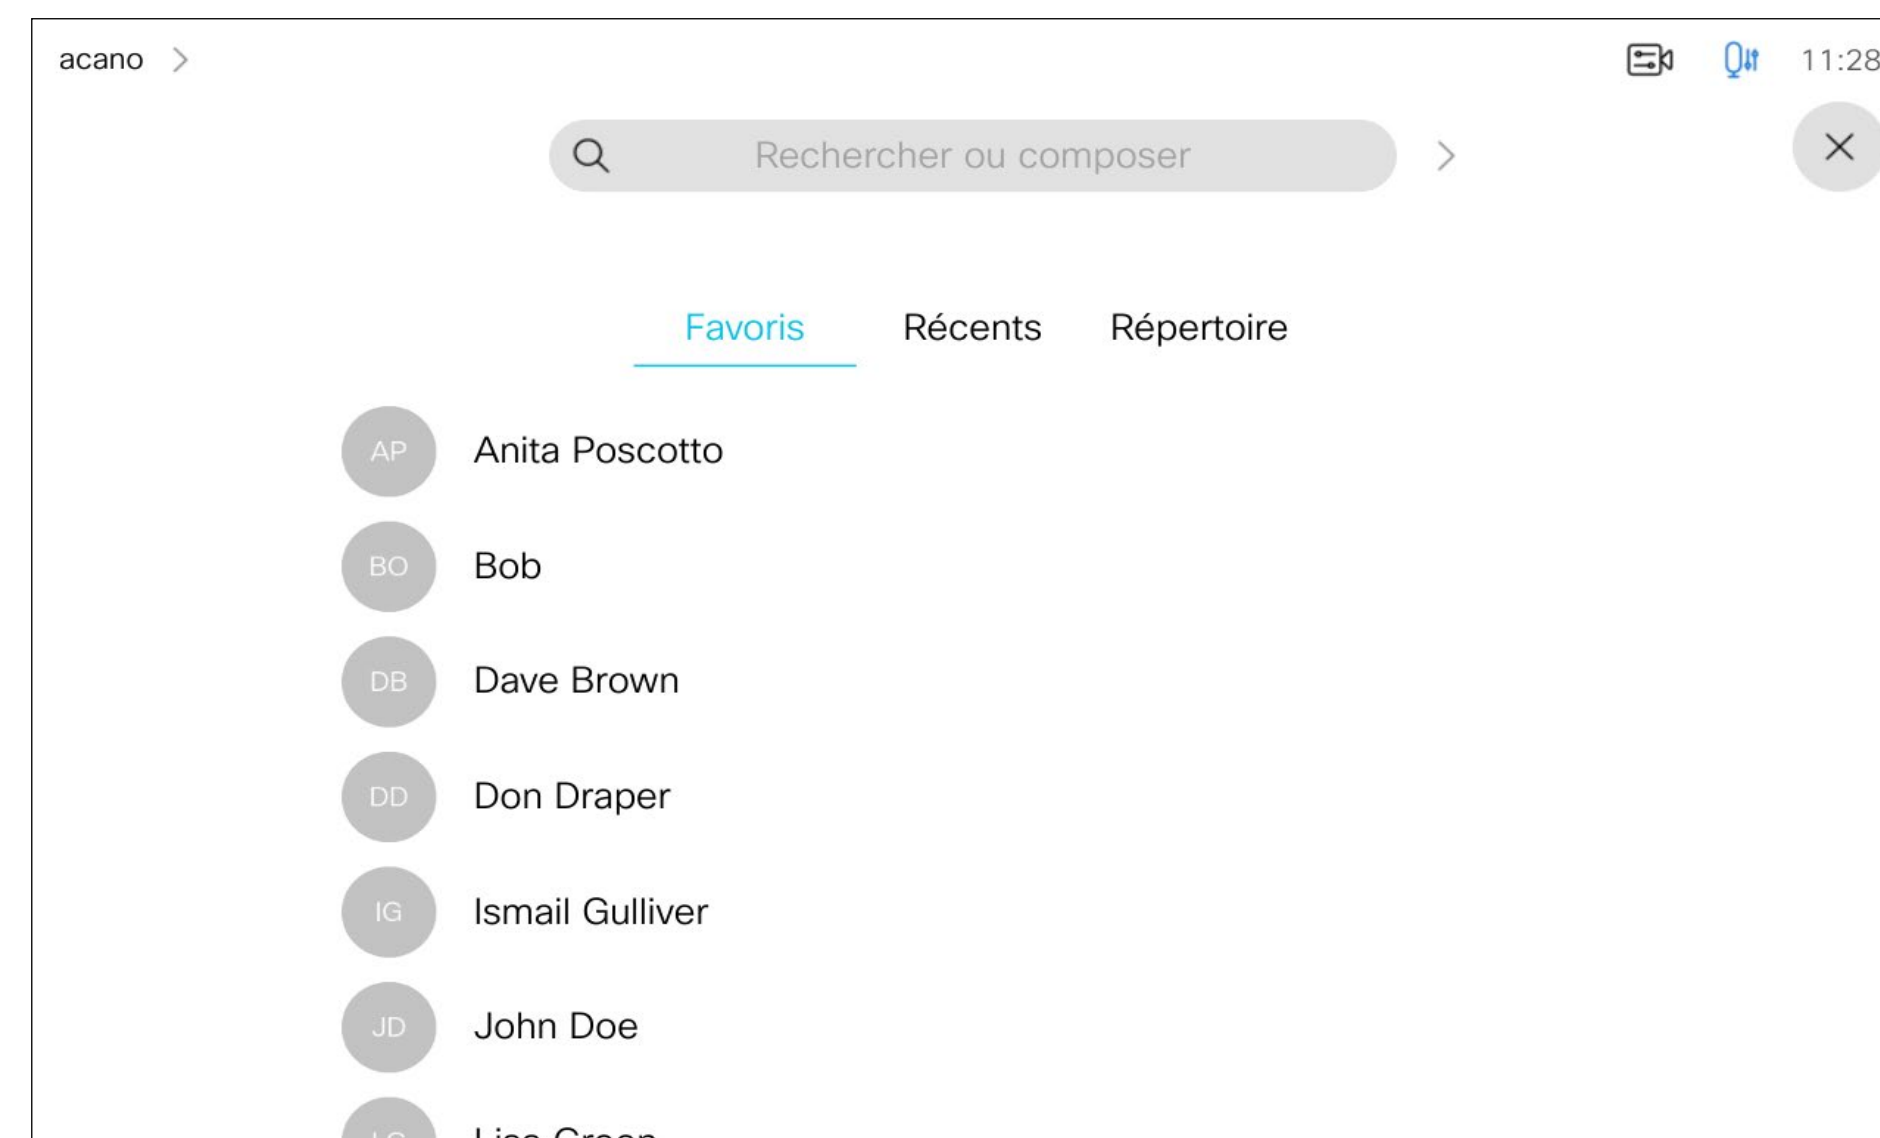 acano
11:28
Rechercher ou composer
Favoris Récents Répertoire
AP Anita Poscotto
BO Bob
DB Dave Brown
DD Don Draper
IG Ismail Gulliver
JD John Doe